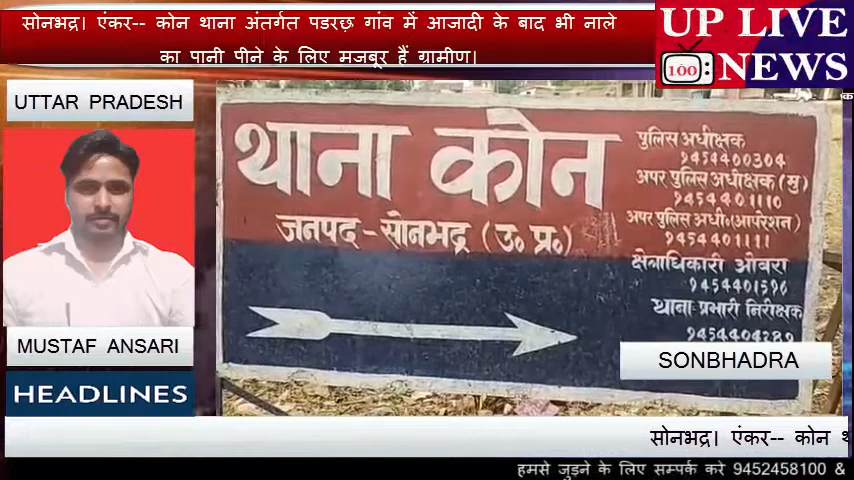 सोनभद्र। एंकर-- कोन थाना अंतर्गत पडरछ गांव में आजादी के बाद भी नाले
का पानी पीने के लिए मजबूर हैं ग्रामीण।
UP LIVE
100 NEWS
UTTAR PRADESH
थाना कोन
जनपद-सोनभद्र (उ० प्र०)
पुलिस अधीक्षक
9454400304
अपर पुलिस अधीक्षक (मु)
9454401110
अपर पुलिस अधी० (आपरेशन)
9454401111
क्षेत्राधिकारी ओबरा
थाना प्रभारी निरीक्षक
MUSTAF ANSARI
SONBHADRA
HEADLINES
सोनभद्र। एंकर-- कोन
हमसे जुड़ने के लिए सम्पर्क करे 9452458100 &